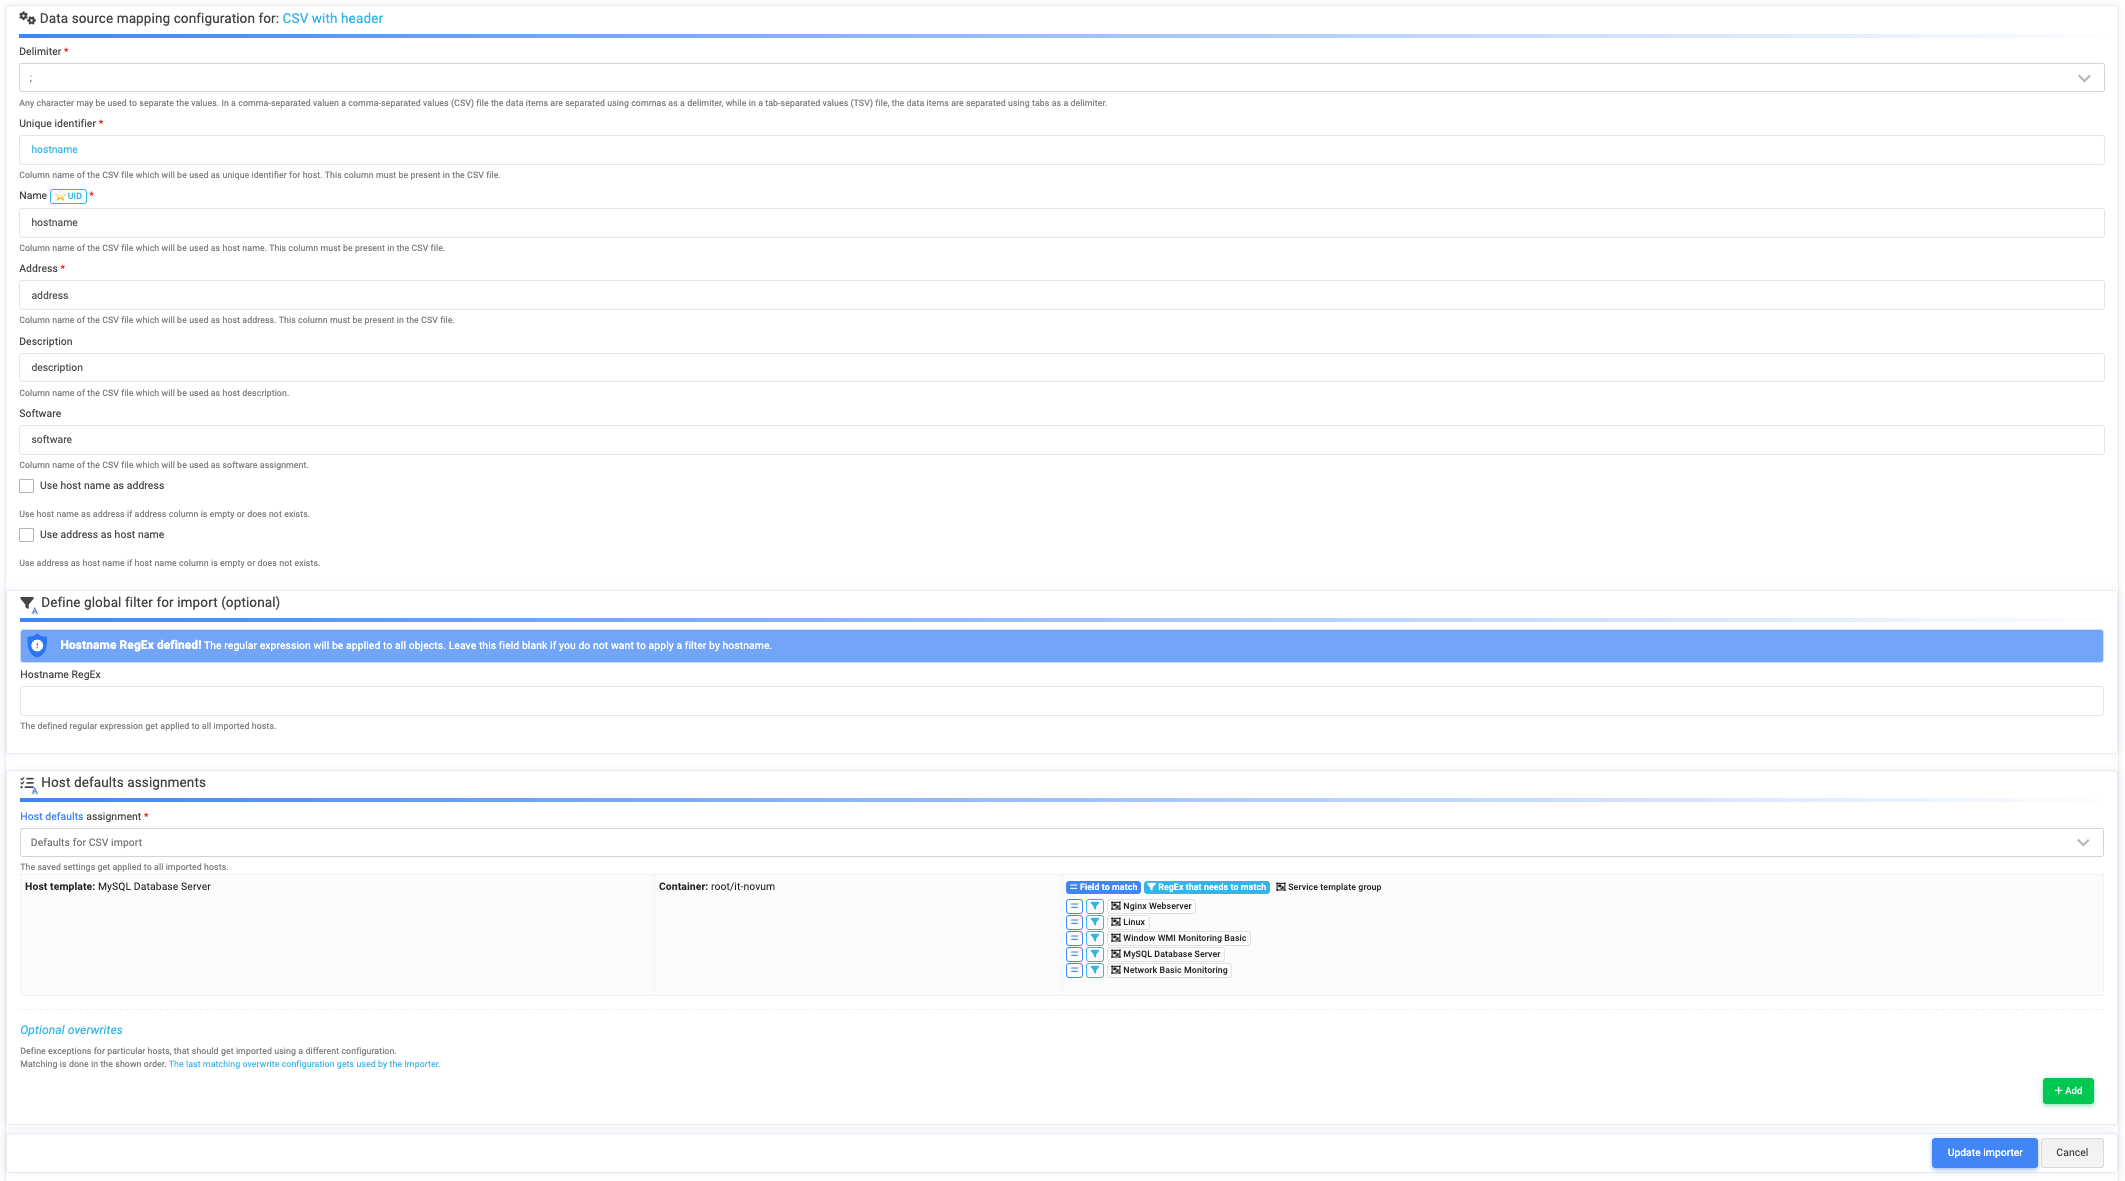 Data source mapping configuration for: CSV with header
Delimiter *
;
Any character may be used to separate the values. In a comma-separated valuen a comma-separated values (CSV) file the data items are separated using commas as a delimiter, while in a tab-separated values (TSV) file, the data items are separated using tabs as a delimiter.
Unique identifier *
hostname
Column name of the CSV file which will be used as unique identifier for host. This column must be present in the CSV file.
Name UID *
hostname
Column name of the CSV file which will be used as host name. This column must be present in the CSV file.
Address *
address
Column name of the CSV file which will be used as host address. This column must be present in the CSV file.
Description
description
Column name of the CSV file which will be used as host description.
Software
software
Column name of the CSV file which will be used as software assignment.
Use host name as address
Use host name as address if address column is empty or does not exists.
Use address as host name
Use address as host name if host name column is empty or does not exists.
A Define global filter for import (optional)
Hostname RegEx defined! The regular expression will be applied to all objects. Leave this field blank if you do not want to apply a filter by hostname.
Hostname RegEx
The defined regular expression get applied to all imported hosts.
A Host defaults assignments
Host defaults assignment *
Defaults for CSV import
The saved settings get applied to all imported hosts.
Host template: MySQL Database Server
Container: root/it-novum
= Field to match RegEx that needs to match Service template group
= Nginx Webserver
= Linux
= Window WMI Monitoring Basic
= MySQL Database Server
= Network Basic Monitoring
Optional overwrites
Define exceptions for particular hosts, that should get imported using a different configuration.
Matching is done in the shown order. The last matching overwrite configuration gets used by the Importer.
+ Add
Update importer Cancel